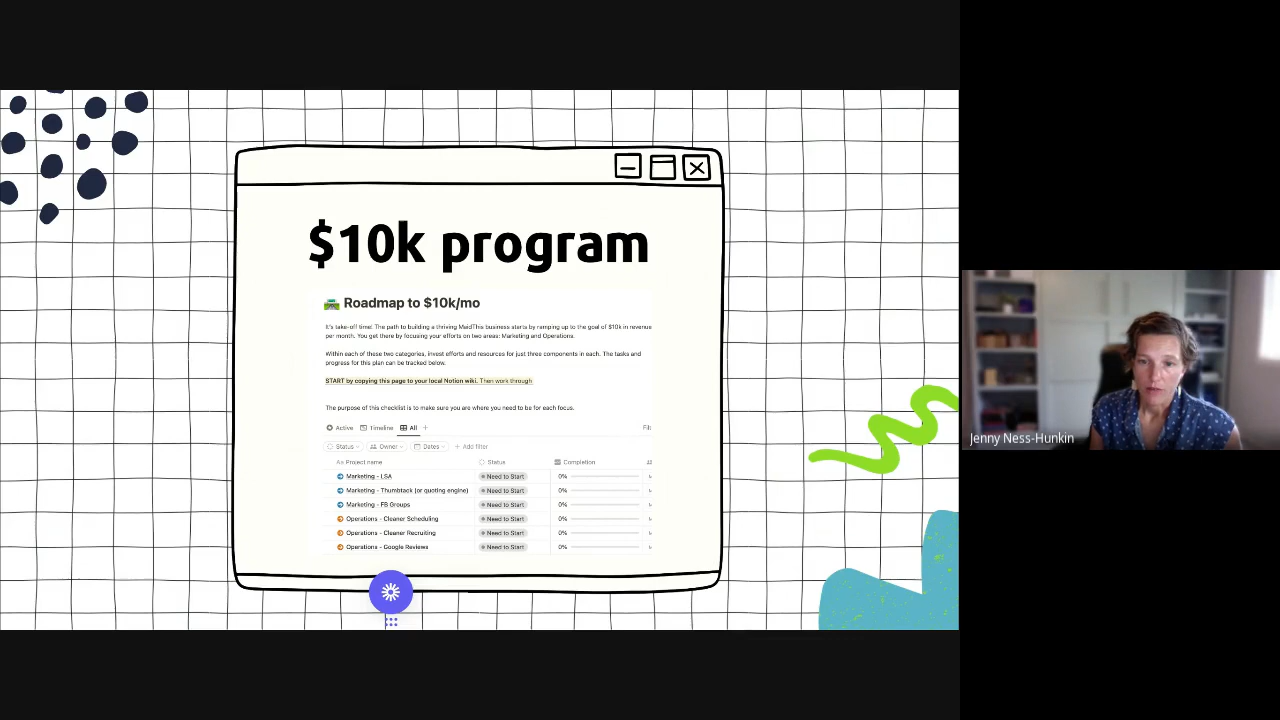 $10k program
Roadmap to $10k/mo
It's take-off time! The path to building a thriving MaidThis business starts by ramping up to the goal of $10k in revenue
per month. You get there by focusing your efforts on two areas: Marketing and Operations.
Within each of these two categories, invest efforts and resources for just three components in each. The tasks and
progress for this plan can be tracked below.
START by copying this page to your local Notion wiki. Then work through
The purpose of this checklist is to make sure you are where you need to be for each focus.
Active Timeline All + Filt
Status Owner Dates + Add filter
Aa Project name Status Completion
Marketing - LSA Need to Start 0%
Marketing - Thumbtack (or quoting engine) Need to Start 0%
Marketing - FB Groups Need to Start 0%
Operations - Cleaner Scheduling Need to Start 0%
Operations - Cleaner Recruiting Need to Start 0%
Operations - Google Reviews Need to Start 0%
Jenny Ness-Hunkin